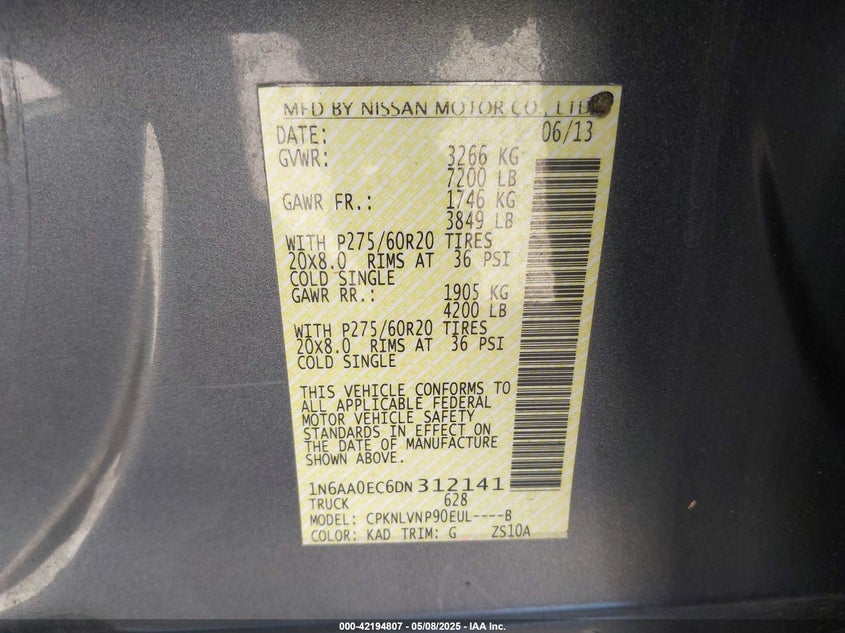 MFD BY NISSAN MOTOR CO., LTD
DATE: 06/13
GVWR: 3266 KG
7200 LB
GAWR FR.: 1746 KG
3849 LB
WITH P275/60R20 TIRES
20X8.0 RIMS AT 36 PSI
COLD SINGLE
GAWR RR.: 1905 KG
4200 LB
WITH P275/60R20 TIRES
20X8.0 RIMS AT 36 PSI
COLD SINGLE
THIS VEHICLE CONFORMS TO
ALL APPLICABLE FEDERAL
MOTOR VEHICLE SAFETY
STANDARDS IN EFFECT ON
THE DATE OF MANUFACTURE
SHOWN ABOVE.
1N6AA0EC6DN312141
TRUCK 628
MODEL: CPKNLVNP90EUL----B
COLOR: KAD TRIM: G ZS10A
000-42194807 - 05/08/2025 - IAA Inc.